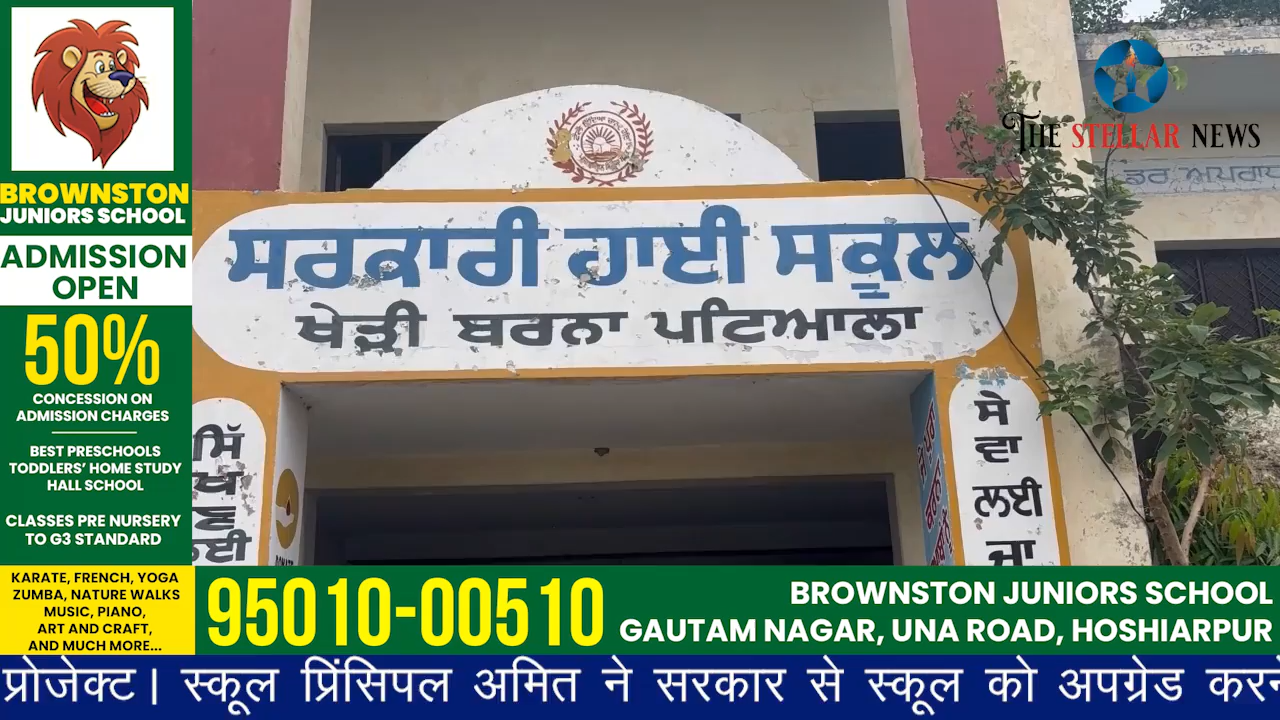 BROWNSTON
JUNIORS SCHOOL
ADMISSION
OPEN
50%
CONCESSION ON
ADMISSION CHARGES
BEST PRESCHOOLS
TODDLERS' HOME STUDY
HALL SCHOOL
CLASSES PRE NURSERY
TO G3 STANDARD
KARATE, FRENCH, YOGA
ZUMBA, NATURE WALKS
MUSIC, PIANO,
ART AND CRAFT,
AND MUCH MORE...
THE STELLAR NEWS
ਸਰਕਾਰੀ ਹਾਈ ਸਕੂਲ
ਖੇੜੀ ਬਰਨਾ ਪਟਿਆਲਾ
ਸੇ
ਵਾ
ਲਈ
ਜਾ
95010-00510
BROWNSTON JUNIORS SCHOOL
GAUTAM NAGAR, UNA ROAD, HOSHIARPUR
प्रोजेक्ट। स्कूल प्रिंसिपल अमित ने सरकार से स्कूल को अपग्रेड करन